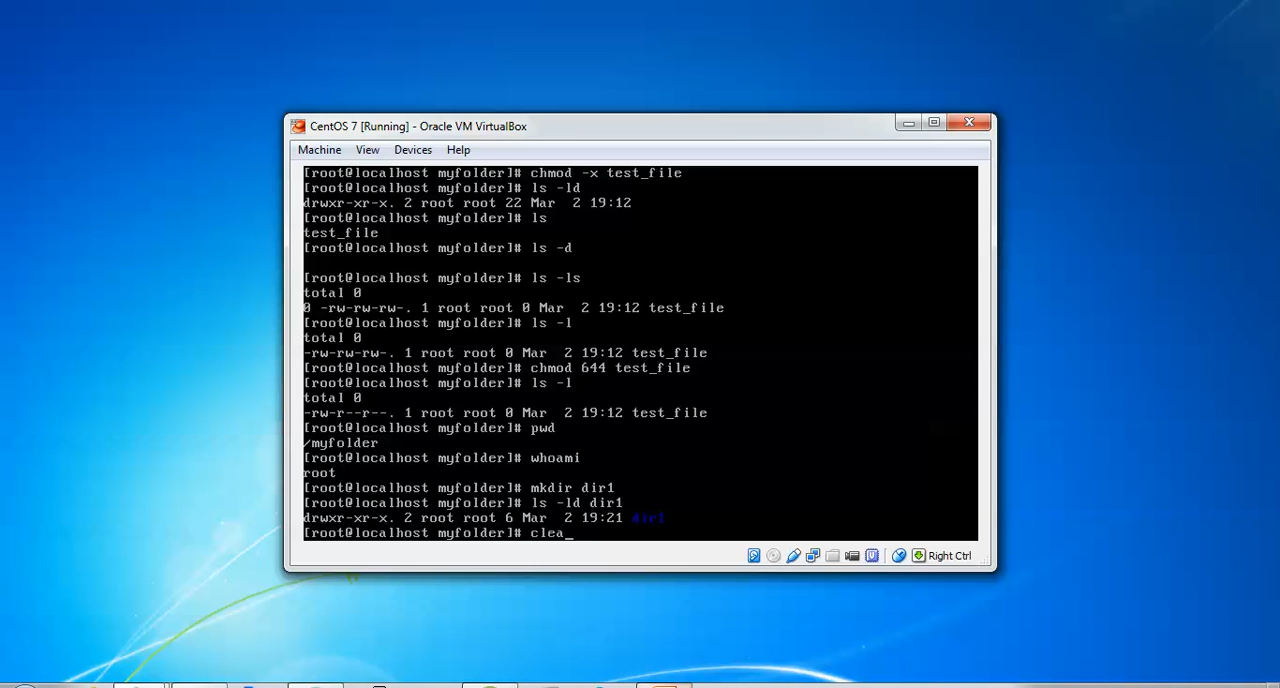 CentOS 7 [Running] - Oracle VM VirtualBox
Machine View Devices Help
[root@localhost myfolder]# chmod -x test_file
[root@localhost myfolder]# ls -ld
drwxr-xr-x. 2 root root 22 Mar  2 19:12
[root@localhost myfolder]# ls
test_file
[root@localhost myfolder]# ls -d
[root@localhost myfolder]# ls -ls
total 0
0 -rw-rw-rw-. 1 root root 0 Mar  2 19:12 test_file
[root@localhost myfolder]# ls -l
total 0
-rw-rw-rw-. 1 root root 0 Mar  2 19:12 test_file
[root@localhost myfolder]# chmod 644 test_file
[root@localhost myfolder]# ls -l
total 0
-rw-r--r--. 1 root root 0 Mar  2 19:12 test_file
[root@localhost myfolder]# pwd
/myfolder
[root@localhost myfolder]# whoami
root
[root@localhost myfolder]# mkdir dir1
[root@localhost myfolder]# ls -ld dir1
drwxr-xr-x. 2 root root 6 Mar  2 19:21 dir1
[root@localhost myfolder]# clea_
Right Ctrl